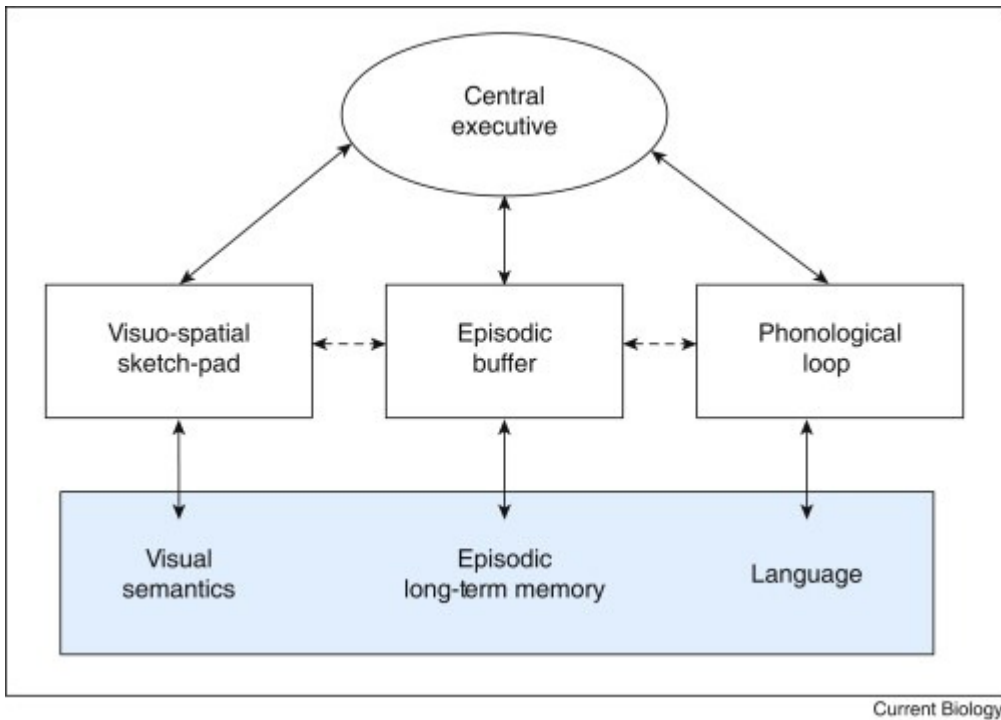 Central
executive
Visuo-spatial
sketch-pad
Episodic
buffer
Phonological
loop
Visual
semantics
Episodic
long-term memory
Language
Current Biology